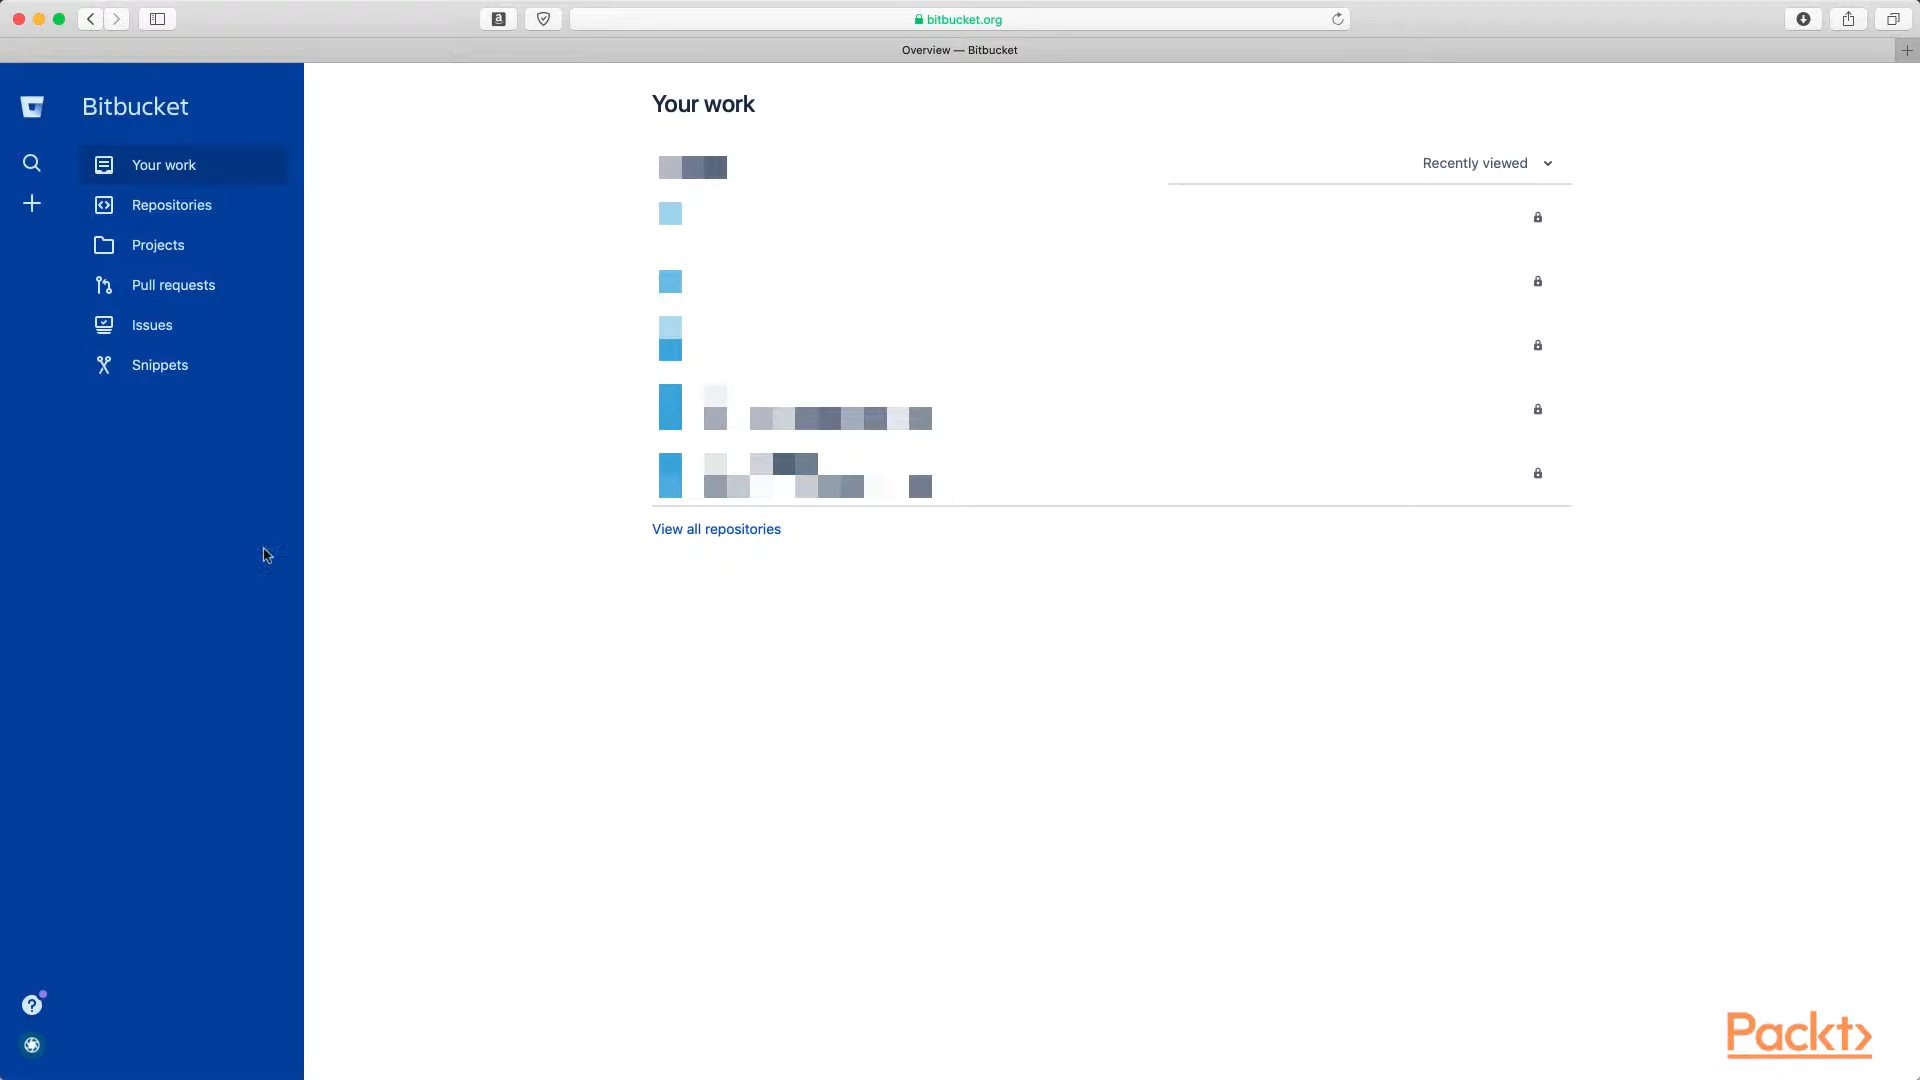 bitbucket.org
Overview — Bitbucket
Bitbucket
Your work
Repositories
Projects
Pull requests
Issues
Snippets
Your work
Recently viewed
View all repositories
Packt>